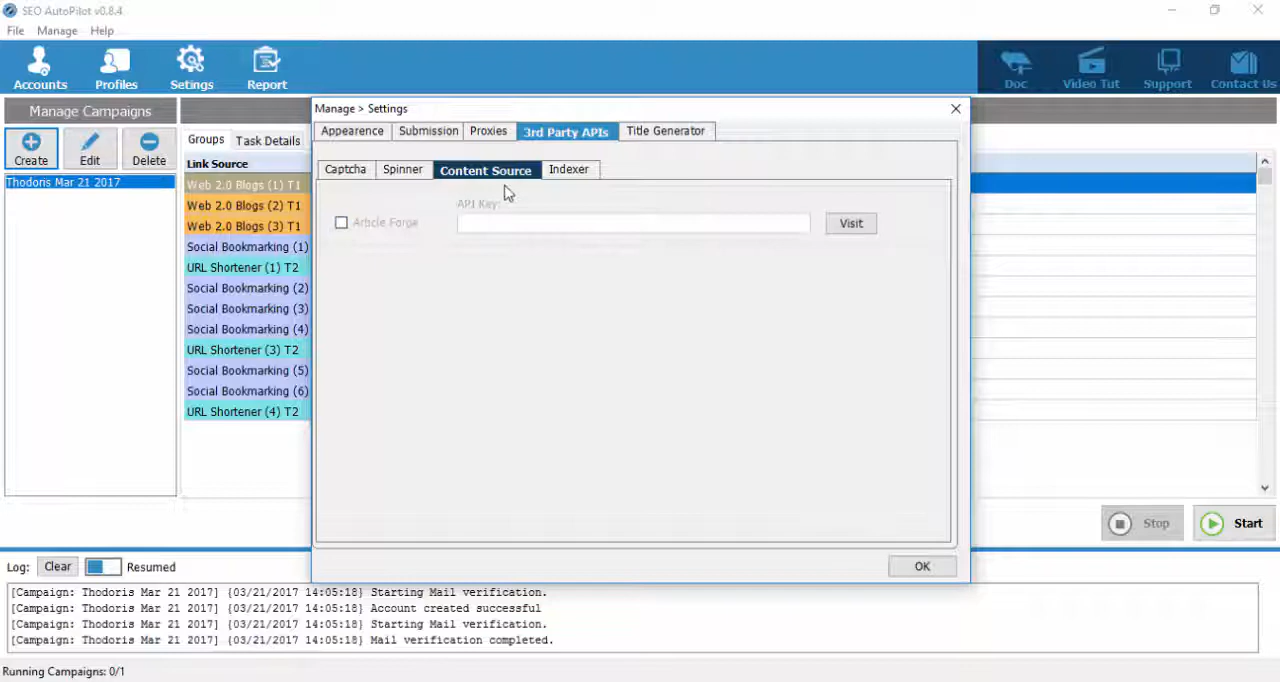 SEO AutoPilot v0.8.4
File Manage Help
Accounts Profiles Settings Report
Doc Video Tut Support Contact Us
Manage Campaigns
Create Edit Delete
Thodoris Mar 21 2017
Groups Task Details
Link Source
Web 2.0 Blogs (1) T1
Web 2.0 Blogs (2) T1
Web 2.0 Blogs (3) T1
Social Bookmarking (1)
URL Shortener (1) T2
Social Bookmarking (2)
Social Bookmarking (3)
Social Bookmarking (4)
URL Shortener (3) T2
Social Bookmarking (5)
Social Bookmarking (6)
URL Shortener (4) T2
Manage > Settings
Appearance Submission Proxies 3rd Party APIs Title Generator
Captcha Spinner Content Source Indexer
API Key:
Article Forge Visit
OK
Stop Start
Log: Clear Resumed
[Campaign: Thodoris Mar 21 2017] {03/21/2017 14:05:18} Starting Mail verification.
[Campaign: Thodoris Mar 21 2017] {03/21/2017 14:05:18} Account created successful
[Campaign: Thodoris Mar 21 2017] {03/21/2017 14:05:18} Starting Mail verification.
[Campaign: Thodoris Mar 21 2017] {03/21/2017 14:05:18} Mail verification completed.
Running Campaigns: 0/1